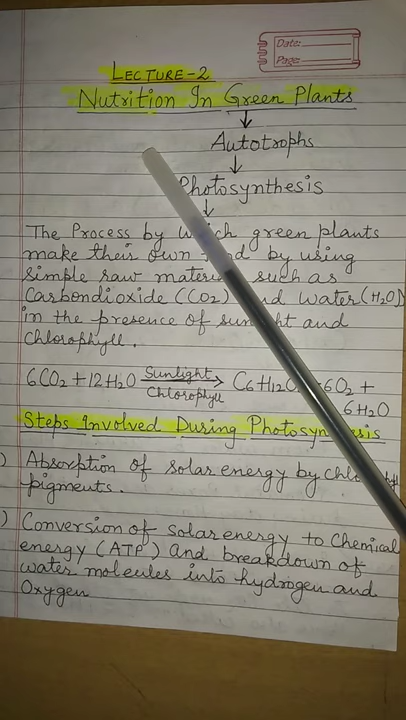 Date:
Page:
LECTURE-2
Nutrition In Green Plants
Autotrophs
Photosynthesis
The Process by which green plants
make their own by using
simple raw such as
Carbondioxide (CO2) Water (H2O)
in the presence of and
Chlorophyll.
6CO2 + 12H2O Sunlight Chlorophyll → 6O2 +
6H2O
Steps Involved During Photosynthesis
) Absorption of solar energy by
pigments.
) Conversion of solar energy to Chemical
energy (ATP) and breakdown of
water moleules into hydrogen and
Oxygen